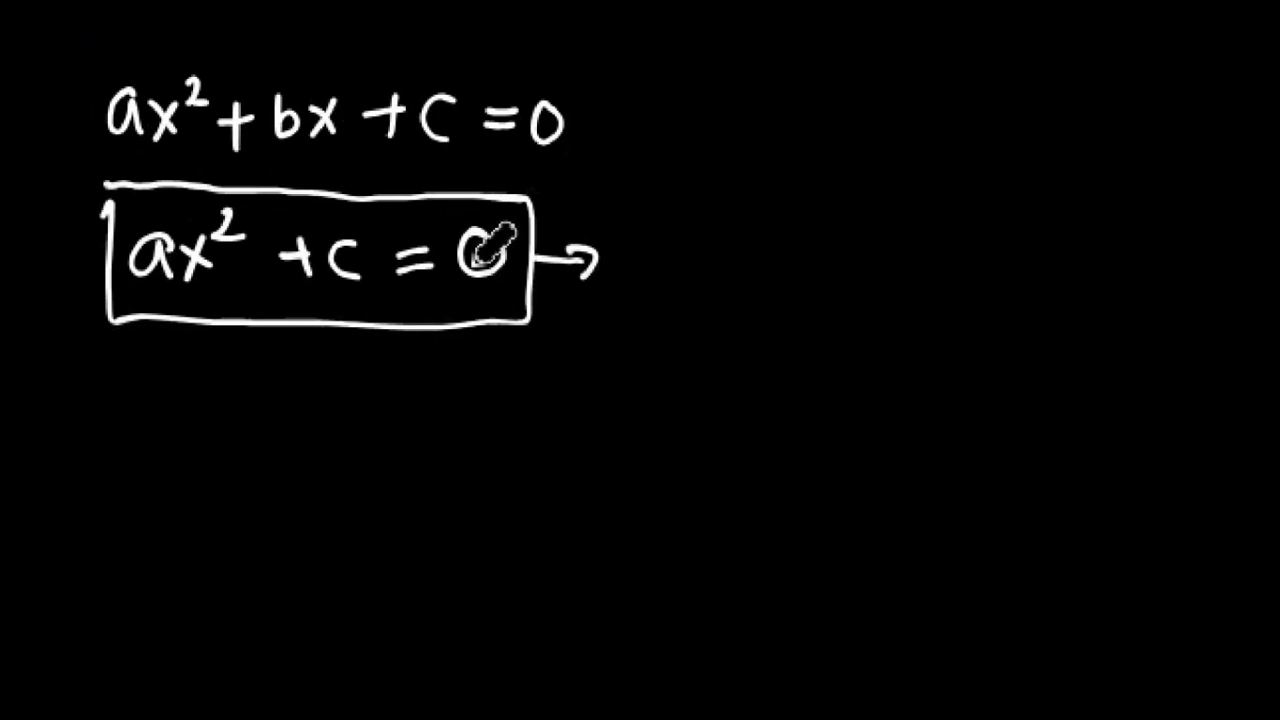 ax² + bx + c = 0
ax² + c = 0 →